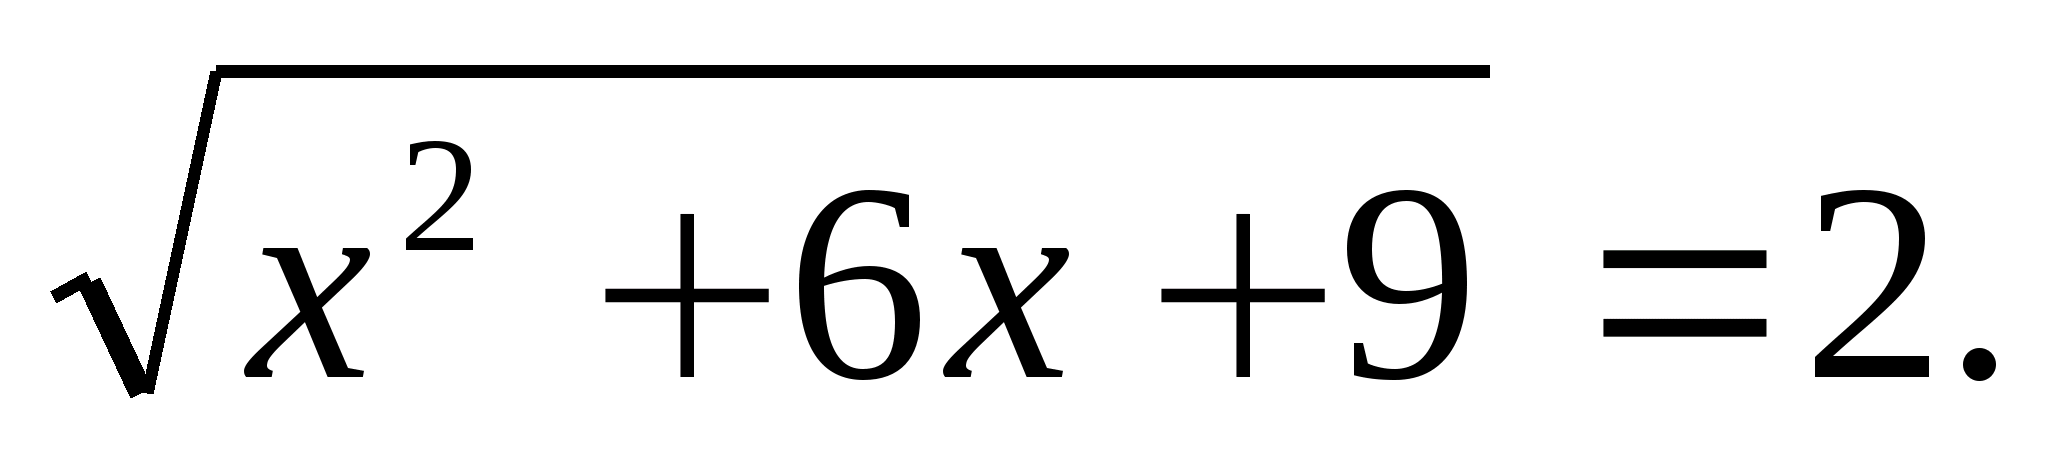 √(x² + 6x + 9) = 2.